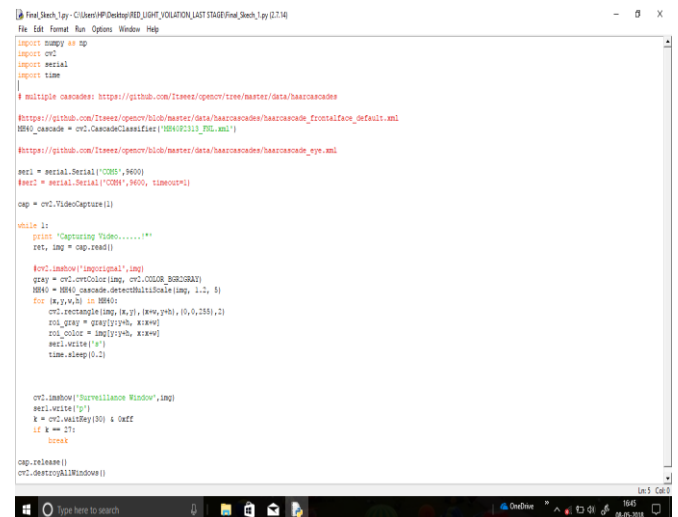 Final_Skech_1.py - C:\Users\HP\Desktop\RED_LIGHT_VOILATION_LAST STAGE\Final_Skech_1.py (2.7.14)
File Edit Format Run Options Window Help
import numpy as np
import cv2
import serial
import time
# multiple cascades: https://github.com/Itseez/opencv/tree/master/data/haarcascades
#https://github.com/Itseez/opencv/blob/master/data/haarcascades/haarcascade_frontalface_default.xml
MH40_cascade = cv2.CascadeClassifier('MH40P2313_FNL.xml')
#https://github.com/Itseez/opencv/blob/master/data/haarcascades/haarcascade_eye.xml
ser1 = serial.Serial('COM5',9600)
#ser2 = serial.Serial('COM4',9600, timeout=1)
cap = cv2.VideoCapture(1)
while 1:
print 'Capturing Video......!"'
ret, img = cap.read()
#cv2.imshow('imgorignal',img)
gray = cv2.cvtColor(img, cv2.COLOR_BGR2GRAY)
MH40 = MH40_cascade.detectMultiScale(img, 1.2, 5)
for (x,y,w,h) in MH40:
cv2.rectangle(img,(x,y),(x+w,y+h),(0,0,255),2)
roi_gray = gray[y:y+h, x:x+w]
roi_color = img[y:y+h, x:x+w]
ser1.write('s')
time.sleep(0.2)
cv2.imshow('Surveillance Window',img)
ser1.write('p')
k = cv2.waitKey(30) & 0xff
if k == 27:
break
cap.release()
cv2.destroyAllWindows()
Ln: 5 Col: 0
Type here to search
OneDrive
1645
08-05-2018